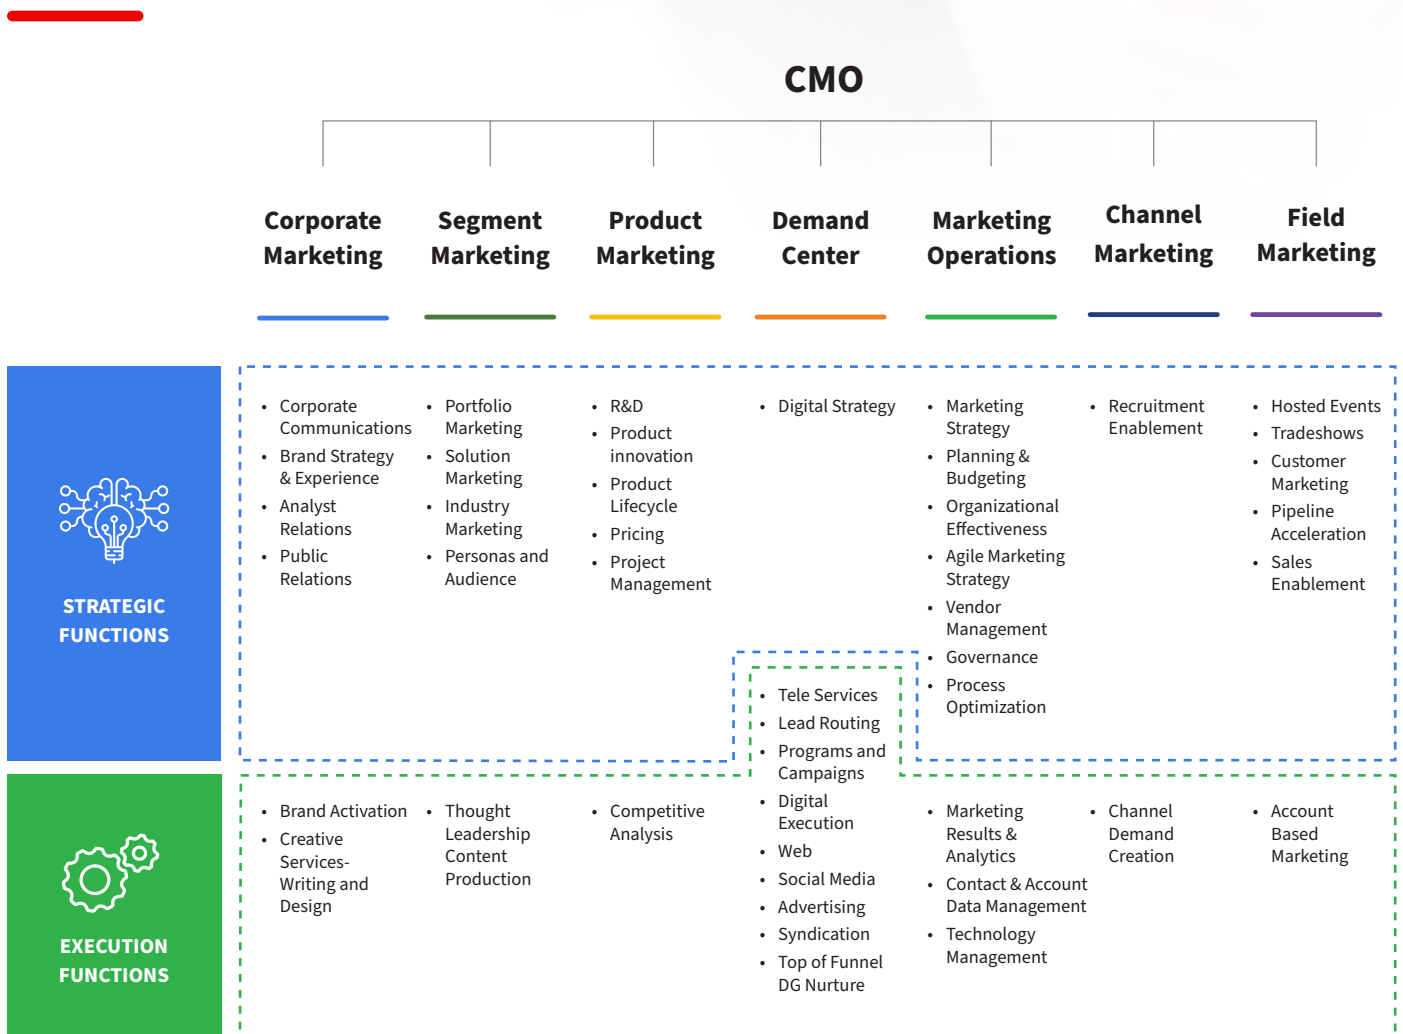 CMO
Corporate
Marketing
Segment
Marketing
Product
Marketing
Demand
Center
Marketing
Operations
Channel
Marketing
Field
Marketing
STRATEGIC
FUNCTIONS
• Corporate
Communications
• Brand Strategy
& Experience
• Analyst
Relations
• Public
Relations
• Portfolio
Marketing
• Solution
Marketing
• Industry
Marketing
• Personas and
Audience
• R&D
• Product
innovation
• Product
Lifecycle
• Pricing
• Project
Management
• Digital Strategy
• Marketing
Strategy
• Planning &
Budgeting
• Organizational
Effectiveness
• Agile Marketing
Strategy
• Vendor
Management
• Governance
• Process
Optimization
• Recruitment
Enablement
• Hosted Events
• Tradeshows
• Customer
Marketing
• Pipeline
Acceleration
• Sales
Enablement
EXECUTION
FUNCTIONS
• Brand Activation
• Creative
Services-
Writing and
Design
• Thought
Leadership
Content
Production
• Competitive
Analysis
• Tele Services
• Lead Routing
• Programs and
Campaigns
• Digital
Execution
• Web
• Social Media
• Advertising
• Syndication
• Top of Funnel
DG Nurture
• Marketing
Results &
Analytics
• Contact & Account
Data Management
• Technology
Management
• Channel
Demand
Creation
• Account
Based
Marketing